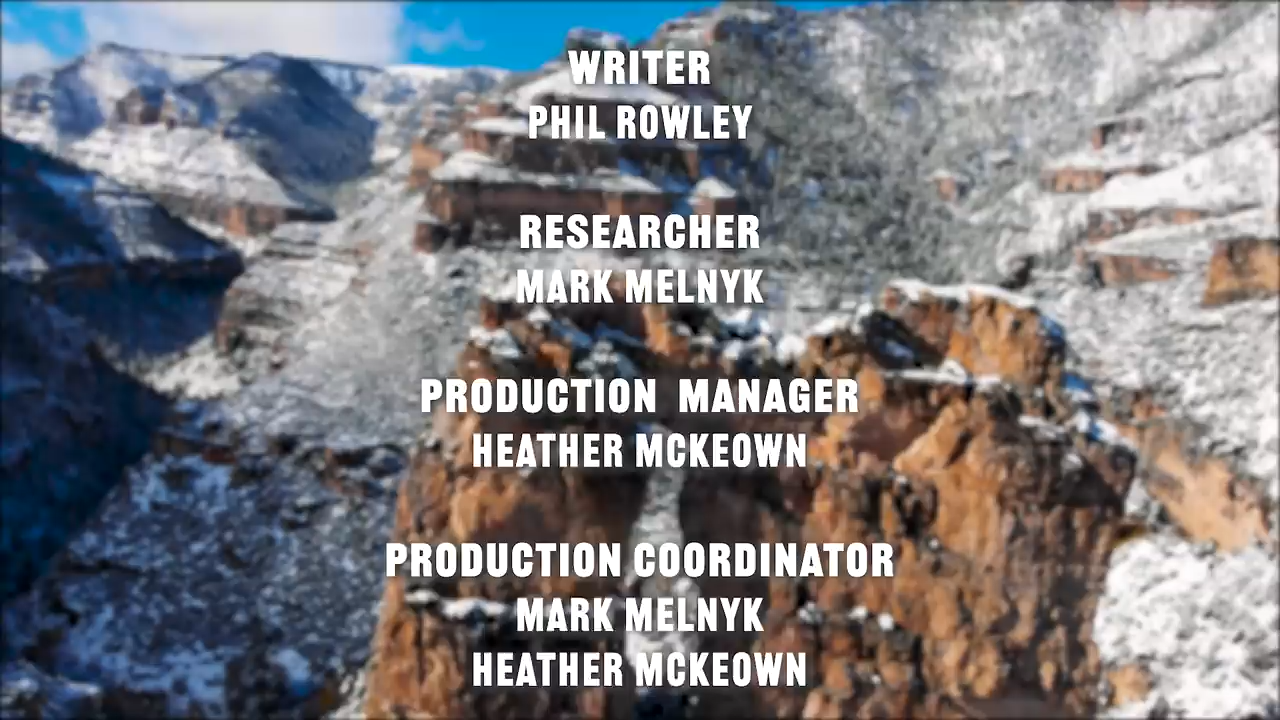 WRITER
PHIL ROWLEY
RESEARCHER
MARK MELNYK
PRODUCTION MANAGER
HEATHER MCKEOWN
PRODUCTION COORDINATOR
MARK MELNYK
HEATHER MCKEOWN